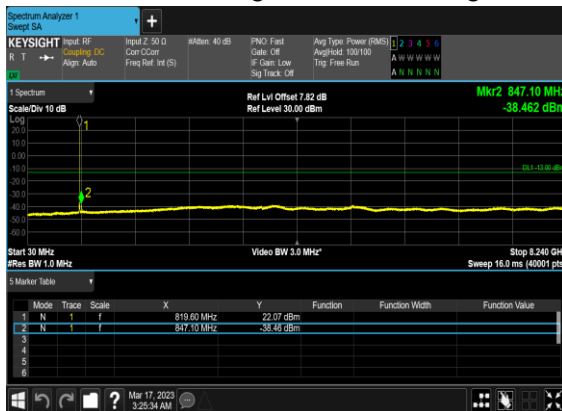 Spectrum Analyzer 1
Swept SA
KEYSIGHT Input: RF Input Z: 50 Ω #Atten: 40 dB PNO: Fast Avg Type: Power (RMS) 1 2 3 4 5 6
R T Coupling: DC Corr CCorr Gate: Off Avg|Hold: 100/100 A W W W W W
Align: Auto Freq Ref: Int (S) IF Gain: Low Trig: Free Run
Sig Track: Off A N N N N N
1 Spectrum Ref Lvl Offset 7.82 dB Mkr2 847.10 MHz
Scale/Div 10 dB Ref Level 30.00 dBm -38.462 dBm
Log
20.0 1
10.0
0.00
-10.0 DL1 -13.00 dB
-20.0
-30.0 2
-40.0
-50.0
-60.0
Start 30 MHz Video BW 3.0 MHz* Stop 8.240 GH
#Res BW 1.0 MHz Sweep 16.0 ms (40001 pts
5 Marker Table
Mode Trace Scale X Y Function Function Width Function Value
1 N 1 f 819.60 MHz 22.07 dBm
2 N 1 f 847.10 MHz -38.46 dBm
3
4
5
6
? Mar 17, 2023
3:25:34 AM